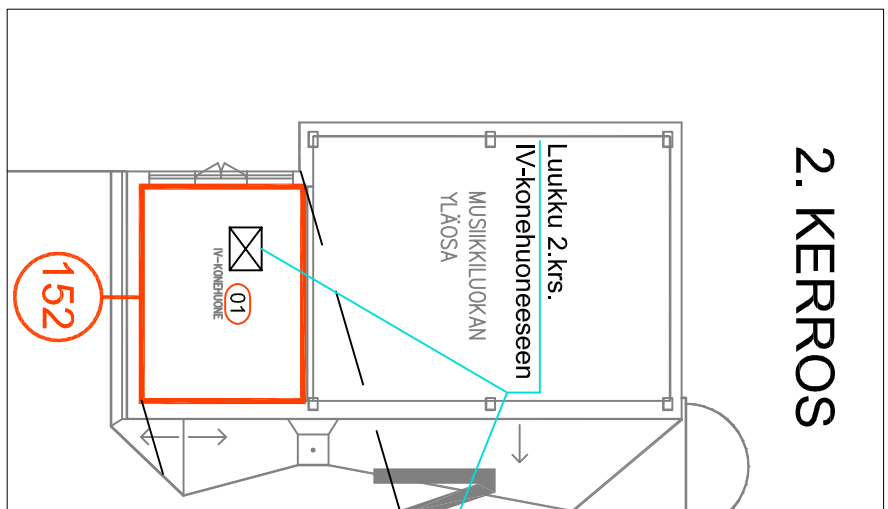 2. KERROS
Luukku 2.krs.
IV-konehuoneeseen
MUSIIKKILUOKAN
YLÄOSA
01
IV-KONEHUONE
152